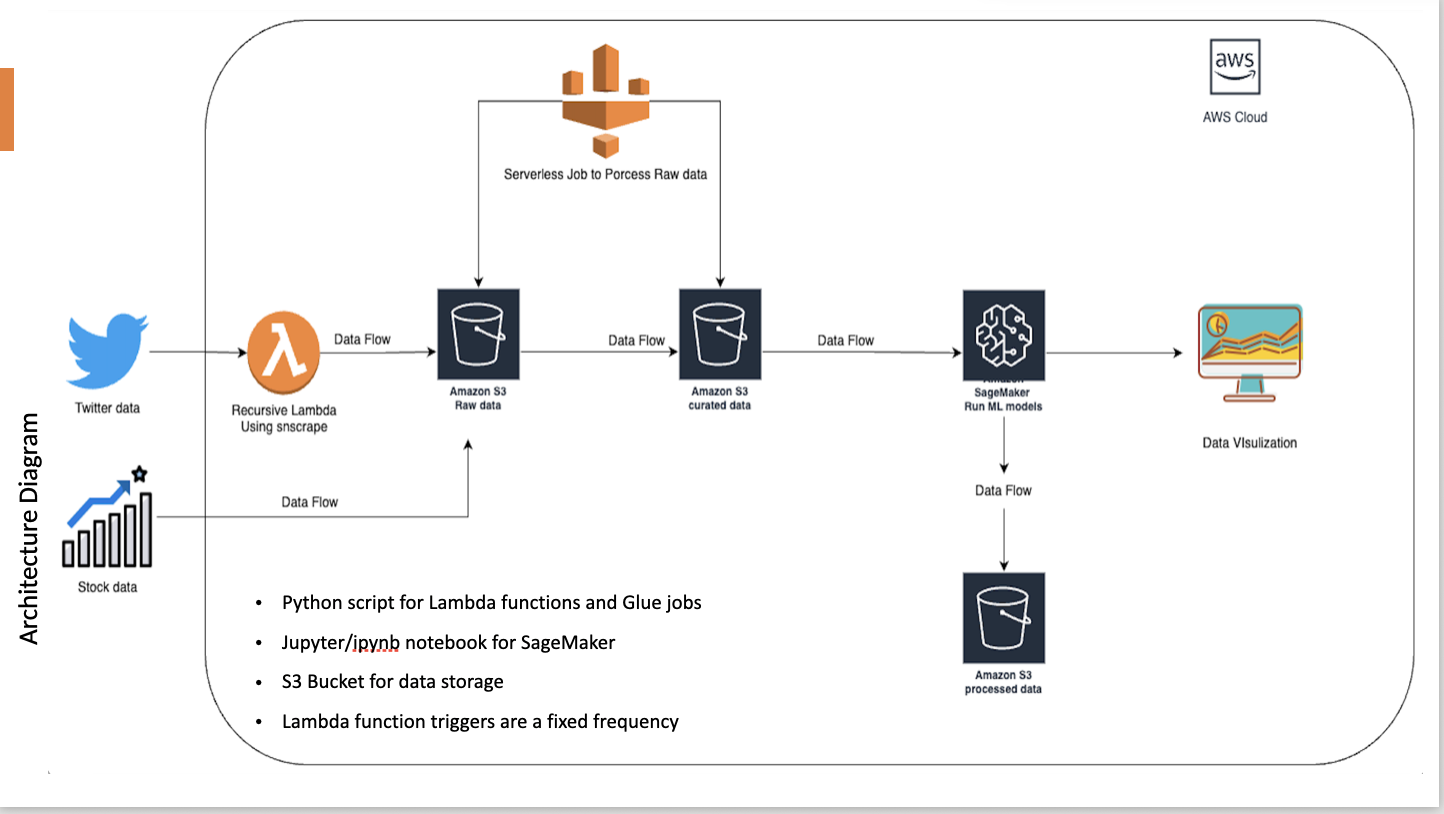 aws
AWS Cloud
Serverless Job to Porcess Raw data
Data Flow
Data Flow
Data Flow
Twitter data
Recursive Lambda
Using snscrape
Amazon S3
Raw data
Amazon S3
curated data
Amazon
SageMaker
Run ML models
Data VIsulization
Architecture Diagram
Data Flow
Data Flow
Stock data
Amazon S3
processed data
• Python script for Lambda functions and Glue jobs
• Jupyter/ipynb notebook for SageMaker
• S3 Bucket for data storage
• Lambda function triggers are a fixed frequency